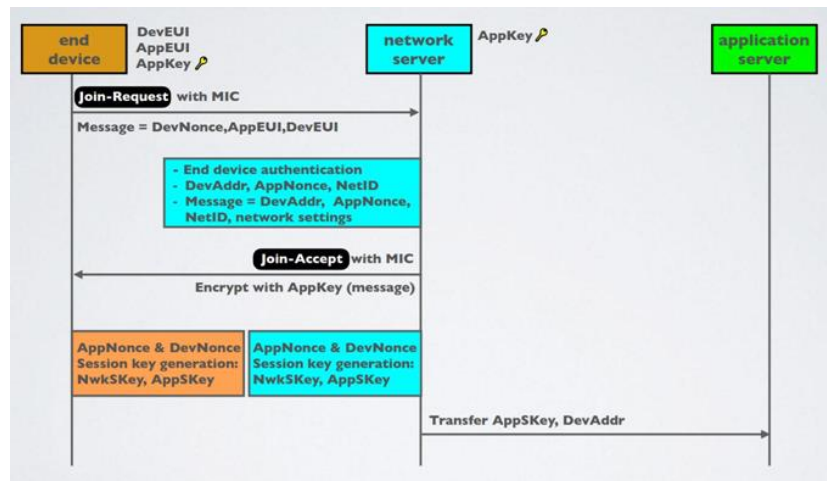 end
device
DevEUI
AppEUI
AppKey
network
server
AppKey
application
server
Join-Request with MIC
Message = DevNonce,AppEUI,DevEUI
- End device authentication
- DevAddr, AppNonce, NetID
- Message = DevAddr, AppNonce,
NetID, network settings
Join-Accept with MIC
Encrypt with AppKey (message)
AppNonce & DevNonce
Session key generation:
NwkSKey, AppSKey
AppNonce & DevNonce
Session key generation:
NwkSKey, AppSKey
Transfer AppSKey, DevAddr